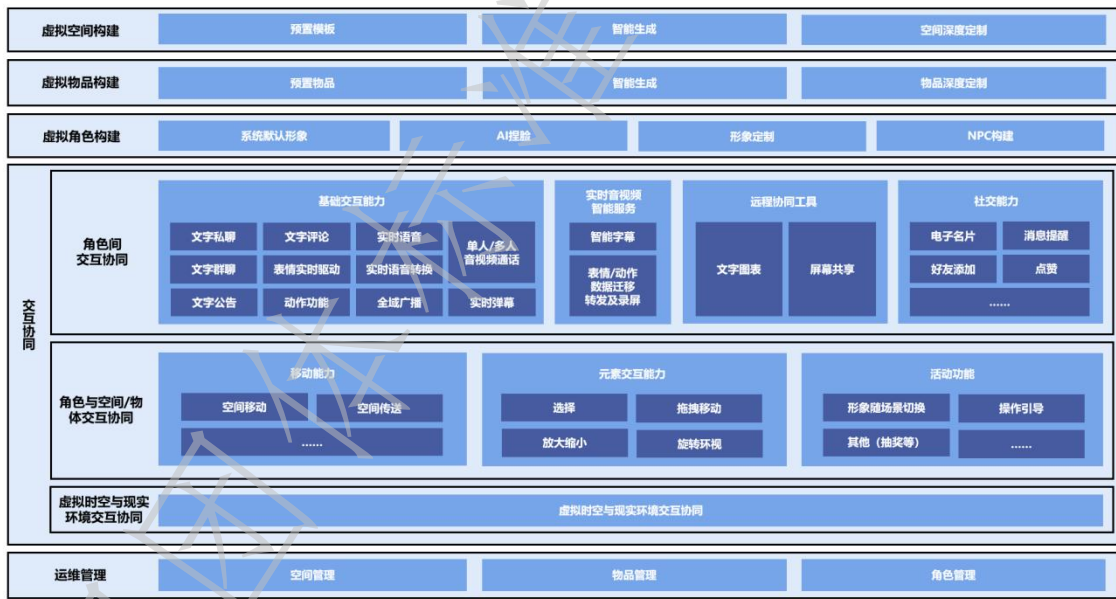 虚拟空间构建
预置模板
智能生成
空间深度定制
虚拟物品构建
预置物品
智能生成
物品深度定制
虚拟角色构建
系统默认形象
AI捏脸
形象定制
NPC构建
交互协同
角色间
交互协同
基础交互能力
文字私聊
文字评论
实时语音
单人/多人
音视频通话
文字群聊
表情实时驱动
实时语音转换
文字公告
动作功能
全域广播
实时弹幕
实时音视频
智能服务
智能字幕
表情/动作
数据迁移
转发及录屏
远程协同工具
文字图表
屏幕共享
社交能力
电子名片
消息提醒
好友添加
点赞
......
角色与空间/物
体交互协同
移动能力
空间移动
空间传送
......
元素交互能力
选择
拖拽移动
放大缩小
旋转环视
活动功能
形象随场景切换
操作引导
其他（抽奖等）
......
虚拟时空与现实
环境交互协同
虚拟时空与现实环境交互协同
运维管理
空间管理
物品管理
角色管理
团体标准